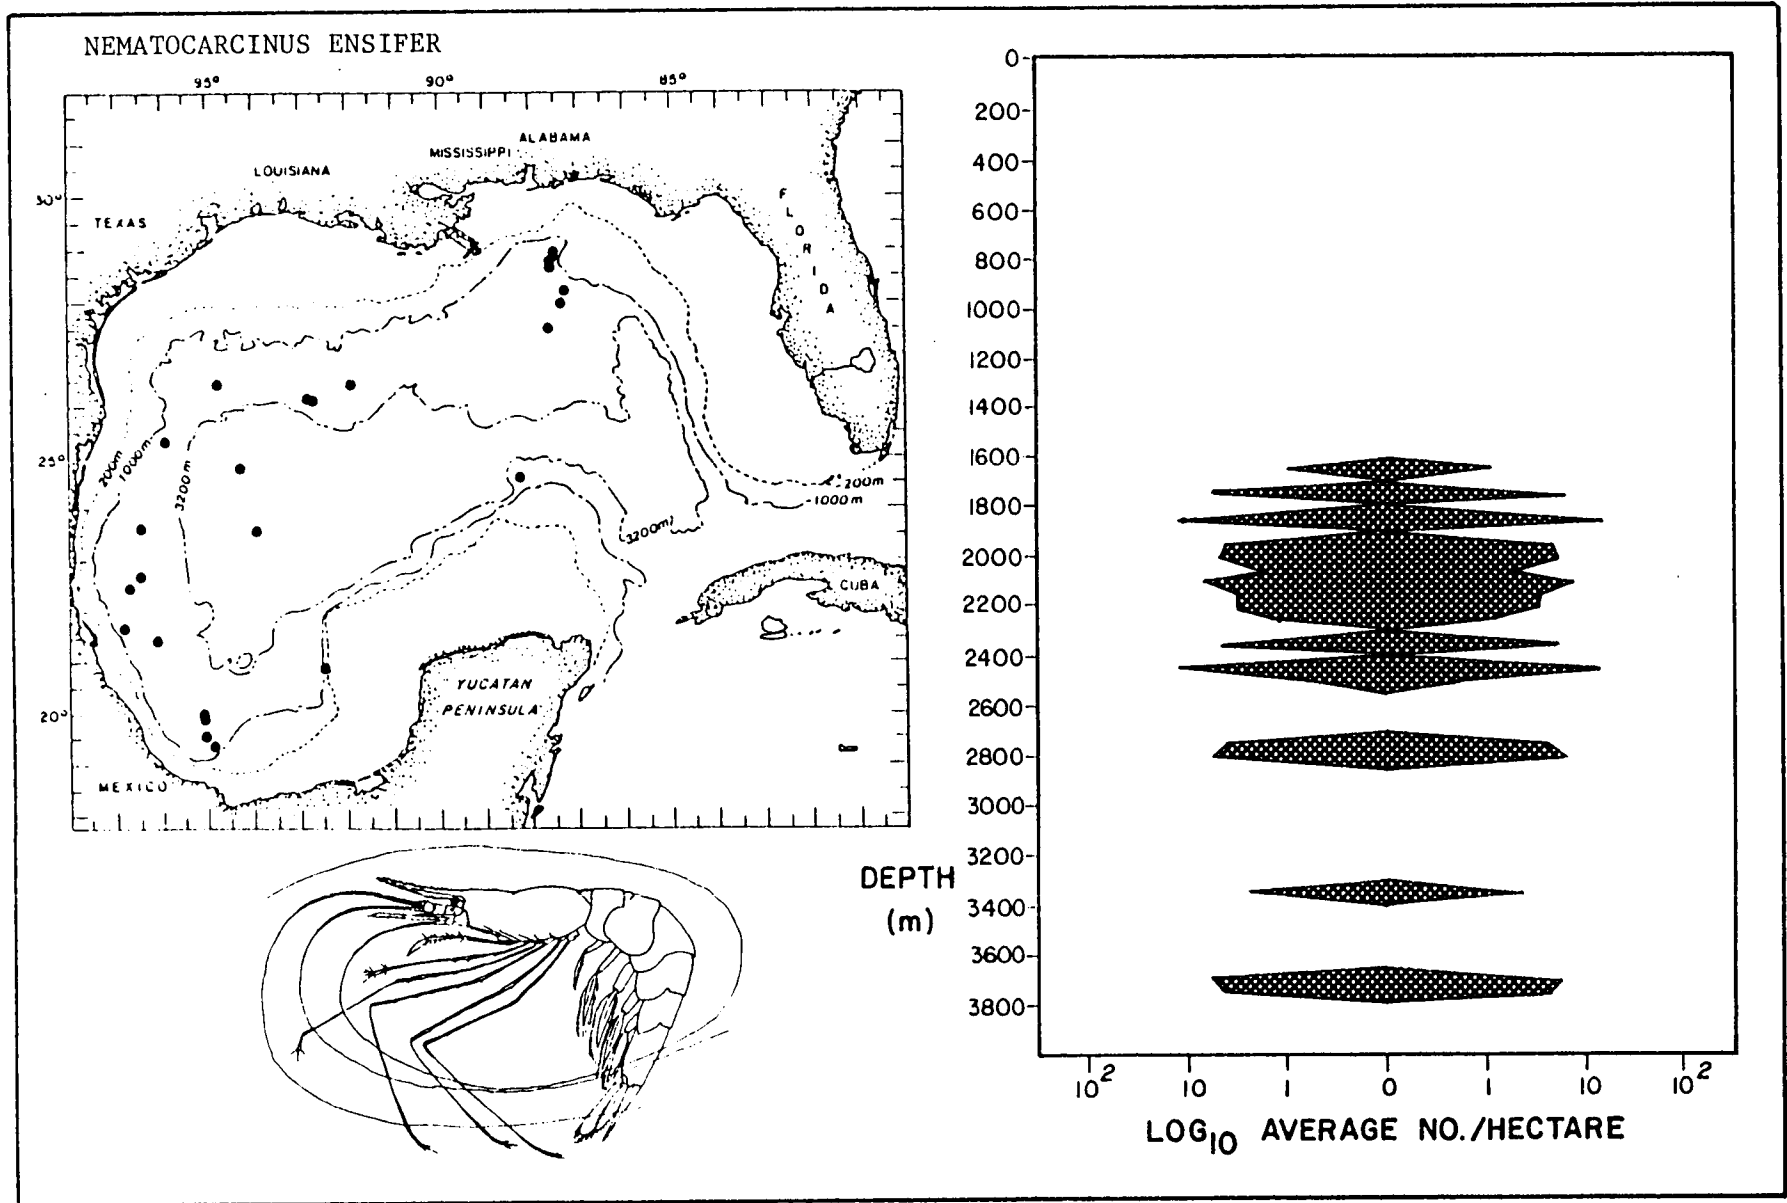 NEMATOCARCINUS ENSIFER
95° 90° 85°
ALABAMA
MISSISSIPPI
LOUISIANA
TEXAS
FLORIDA
30°
25°
20°
200m
1000m
3200m
200m
1000m
3200m
CUBA
YUCATAN
PENINSULA
MEXICO
DEPTH
(m)
0
200
400
600
800
1000
1200
1400
1600
1800
2000
2200
2400
2600
2800
3000
3200
3400
3600
3800
10² 10 1 0 1 10 10²
LOG₁₀ AVERAGE NO./HECTARE